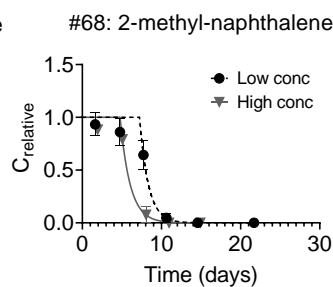 e
#68: 2-methyl-naphthalene
1.5
Low conc
High conc
1.0
C relative
0.5
0.0
0 10 20 30
Time (days)